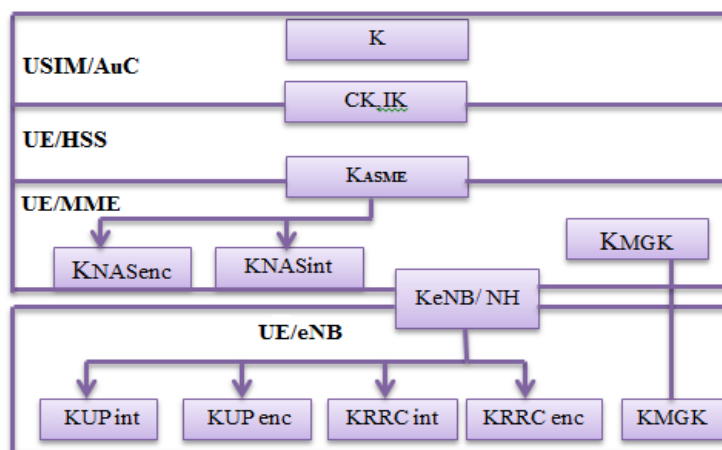 K
USIM/AuC
CK,IK
UE/HSS
KASME
UE/MME
KNASenc
KNASint
KMGK
KeNB/ NH
UE/eNB
KUP int
KUP enc
KRRC int
KRRC enc
KMGK